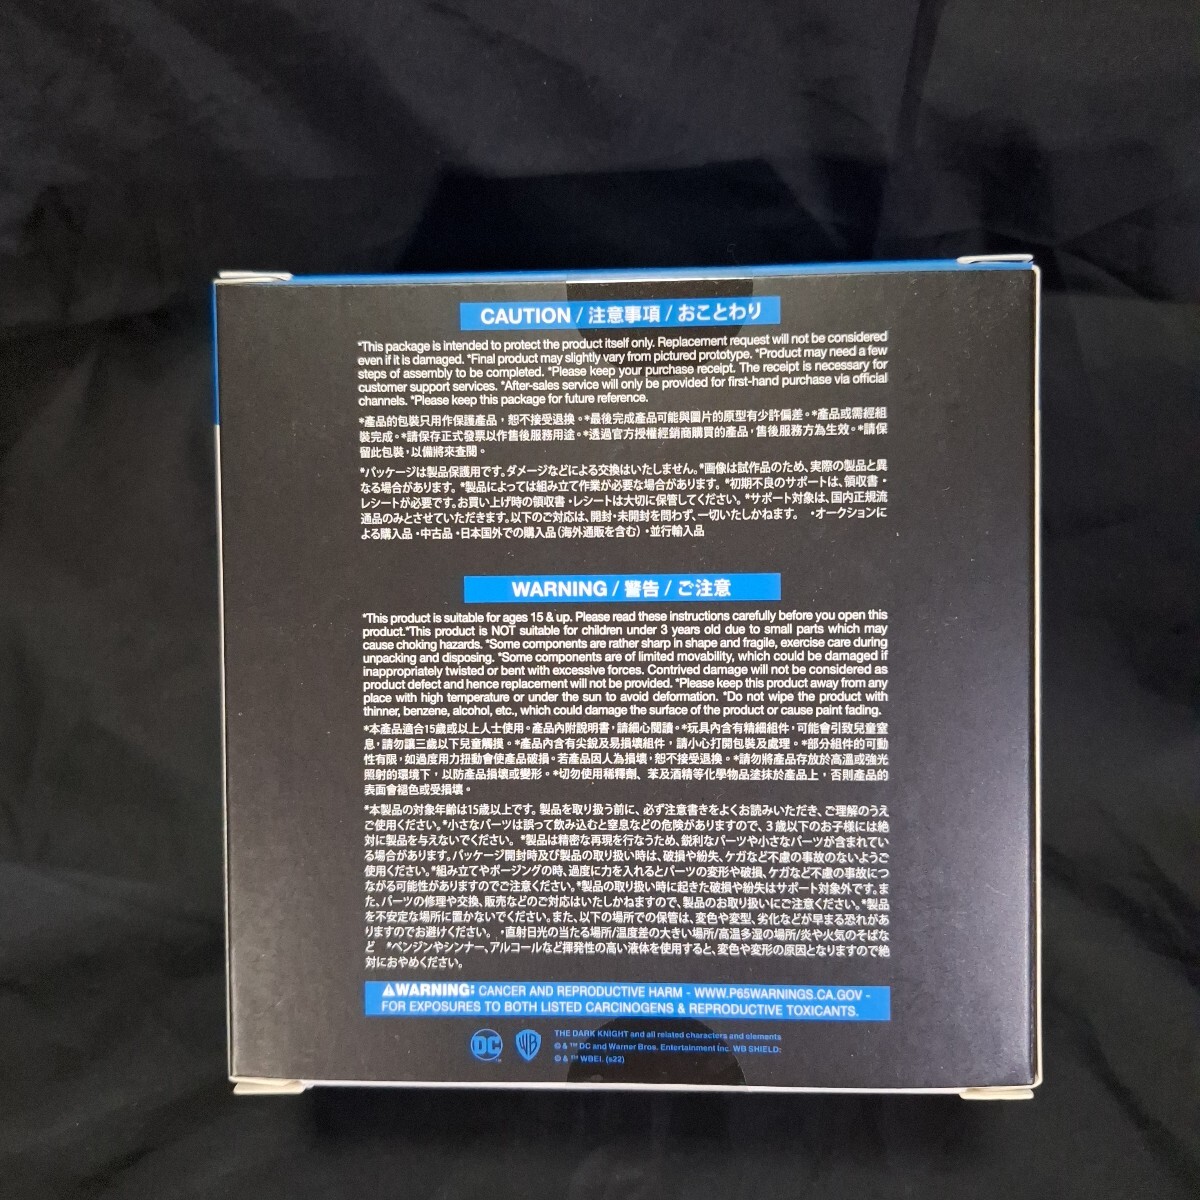 CAUTION / 注意事項 / おことわり
*This package is intended to protect the product itself only. Replacement request will not be considered
even if it is damaged. *Final product may slightly vary from pictured prototype. *Product may need a few
steps of assembly to be completed. *Please keep your purchase receipt. The receipt is necessary for
customer support services. *After-sales service will only be provided for first-hand purchase via official
channels. *Please keep this package for future reference.
*產品的包裝只用作保護產品，恕不接受退換。*最後完成產品可能與圖片的原型有少許偏差。*產品或需經組
裝完成。*請保存正式發票以作售後服務用途。*透過官方授權經銷商購買的產品，售後服務方為生效。*請保
留此包裝，以備將來查閱。
*パッケージは製品保護用です。ダメージなどによる交換はいたしません。*画像は試作品のため、実際の製品と異
なる場合があります。*製品によっては組み立て作業が必要な場合があります。*初期不良のサポートは、領収書・
レシートが必要です。お買い上げ時の領収書・レシートは大切に保管してください。*サポート対象は、国内正規流
通品のみとさせていただきます。以下のご対応は、開封・未開封を問わず、一切いたしかねます。 ・オークションに
よる購入品・中古品・日本国外での購入品（海外通販を含む）・並行輸入品
WARNING / 警告 / ご注意
*This product is suitable for ages 15 & up. Please read these instructions carefully before you open this
product.*This product is NOT suitable for children under 3 years old due to small parts which may
cause choking hazards. *Some components are rather sharp in shape and fragile, exercise care during
unpacking and disposing. *Some components are of limited movability, which could be damaged if
inappropriately twisted or bent with excessive forces. Contrived damage will not be considered as
product defect and hence replacement will not be provided. *Please keep this product away from any
place with high temperature or under the sun to avoid deformation. *Do not wipe the product with
thinner, benzene, alcohol, etc., which could damage the surface of the product or cause paint fading.
*本產品適合15歲或以上人士使用。產品內附說明書，請細心閱讀。*玩具內含有精細組件，可能會引致兒童窒
息，請勿讓三歲以下兒童觸摸。*產品內含有尖銳及易損壞組件，請小心打開包裝及處理。*部分組件的可動
性有限，如過度用力扭動會使產品破損。若產品因人為損壞，恕不接受退換。*請勿將產品存放於高溫或強光
照射的環境下，以防產品損壞或變形。*切勿使用稀釋劑、苯及酒精等化學物品塗抹於產品上，否則產品的
表面會褪色或受損壞。
*本製品の対象年齢は15歳以上です。製品を取り扱う前に、必ず注意書きをよくお読みいただき、ご理解のうえ
ご使用ください。*小さなパーツは誤って飲み込むと窒息などの危険がありますので、3歳以下のお子様には絶
対に製品を与えないでください。 *製品は精密な再現を行なうため、鋭利なパーツや小さなパーツが含まれてい
る場合があります。パッケージ開封時及び製品の取り扱い時は、破損や紛失、ケガなど不慮の事故のないようご
使用ください。*組み立てやポージングの時、過度に力を入れるとパーツの変形や破損、ケガなど不慮の事故につ
ながる可能性がありますのでご注意ください。*製品の取り扱い時に起きた破損や紛失はサポート対象外です。ま
た、パーツの修理や交換、販売などのご対応はいたしかねますので、製品のお取り扱いにご注意ください。*製品
を不安定な場所に置かないでください。また、以下の場所での保管は、変色や変型、劣化などが早まる恐れがあ
りますのでお避けください。 ・直射日光の当たる場所/温度差の大きい場所/高温多湿の場所/炎や火気のそばな
ど *ベンジンやシンナー、アルコールなど揮発性の高い液体を使用すると、変色や変形の原因となりますので絶
対におやめください。
⚠WARNING: CANCER AND REPRODUCTIVE HARM - WWW.P65WARNINGS.CA.GOV -
FOR EXPOSURES TO BOTH LISTED CARCINOGENS & REPRODUCTIVE TOXICANTS.
DC WB
THE DARK KNIGHT and all related characters and elements
© & ™ DC and Warner Bros. Entertainment Inc. WB SHIELD:
© & ™ WBEI. (s22)